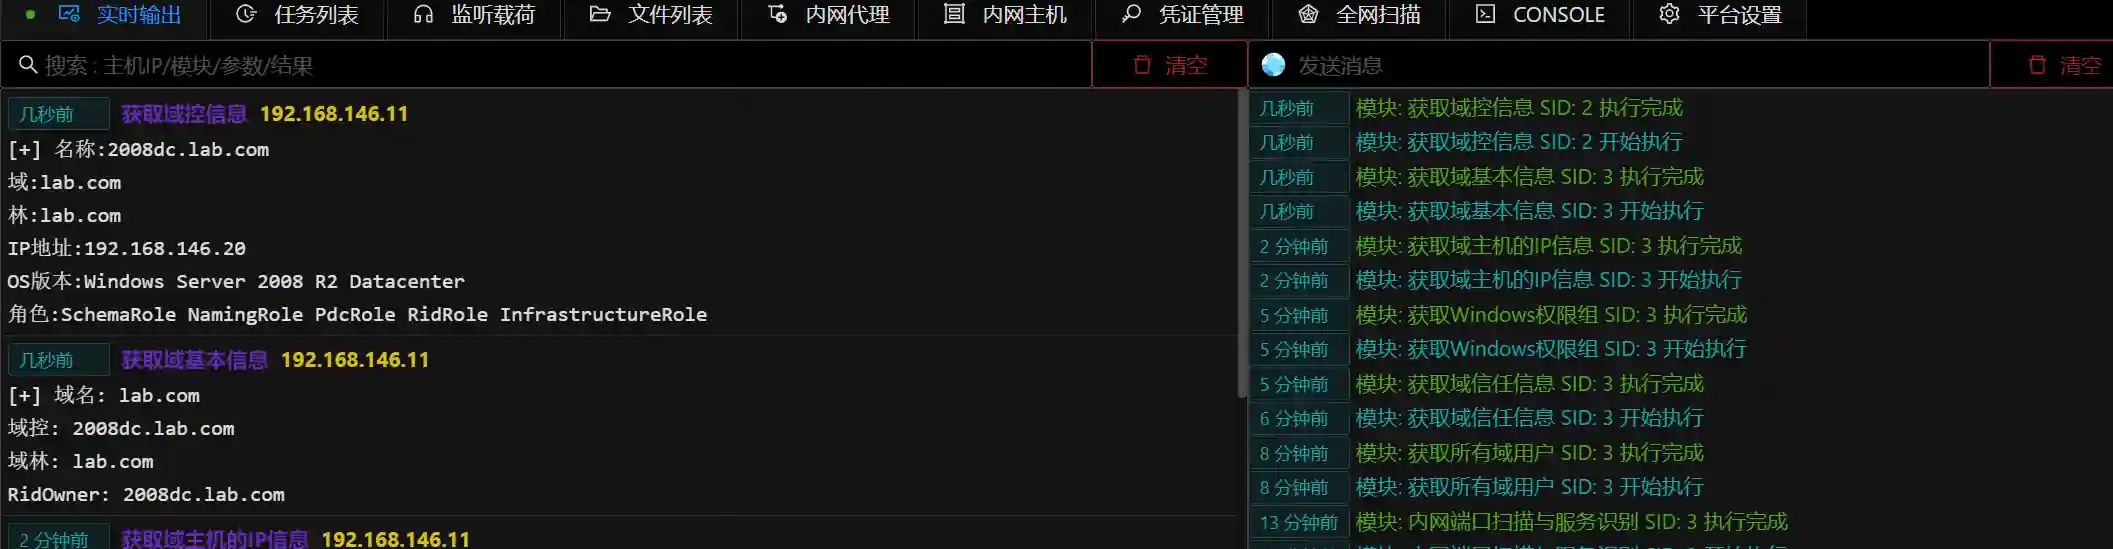 实时输出 任务列表 监听载荷 文件列表 内网代理 内网主机 凭证管理 全网扫描 CONSOLE 平台设置
搜索 : 主机IP/模块/参数/结果 清空
几秒前 获取域控信息 192.168.146.11
[+] 名称:2008dc.lab.com
域:lab.com
林:lab.com
IP地址:192.168.146.20
OS版本:Windows Server 2008 R2 Datacenter
角色:SchemaRole NamingRole PdcRole RidRole InfrastructureRole
几秒前 获取域基本信息 192.168.146.11
[+] 域名: lab.com
域控: 2008dc.lab.com
域林: lab.com
RidOwner: 2008dc.lab.com
2 分钟前 获取域主机的IP信息 192.168.146.11
发送消息 清空
几秒前 模块: 获取域控信息 SID: 2 执行完成
几秒前 模块: 获取域控信息 SID: 2 开始执行
几秒前 模块: 获取域基本信息 SID: 3 执行完成
几秒前 模块: 获取域基本信息 SID: 3 开始执行
2 分钟前 模块: 获取域主机的IP信息 SID: 3 执行完成
2 分钟前 模块: 获取域主机的IP信息 SID: 3 开始执行
5 分钟前 模块: 获取Windows权限组 SID: 3 执行完成
5 分钟前 模块: 获取Windows权限组 SID: 3 开始执行
5 分钟前 模块: 获取域信任信息 SID: 3 执行完成
6 分钟前 模块: 获取域信任信息 SID: 3 开始执行
8 分钟前 模块: 获取所有域用户 SID: 3 执行完成
8 分钟前 模块: 获取所有域用户 SID: 3 开始执行
13 分钟前 模块: 内网端口扫描与服务识别 SID: 3 执行完成